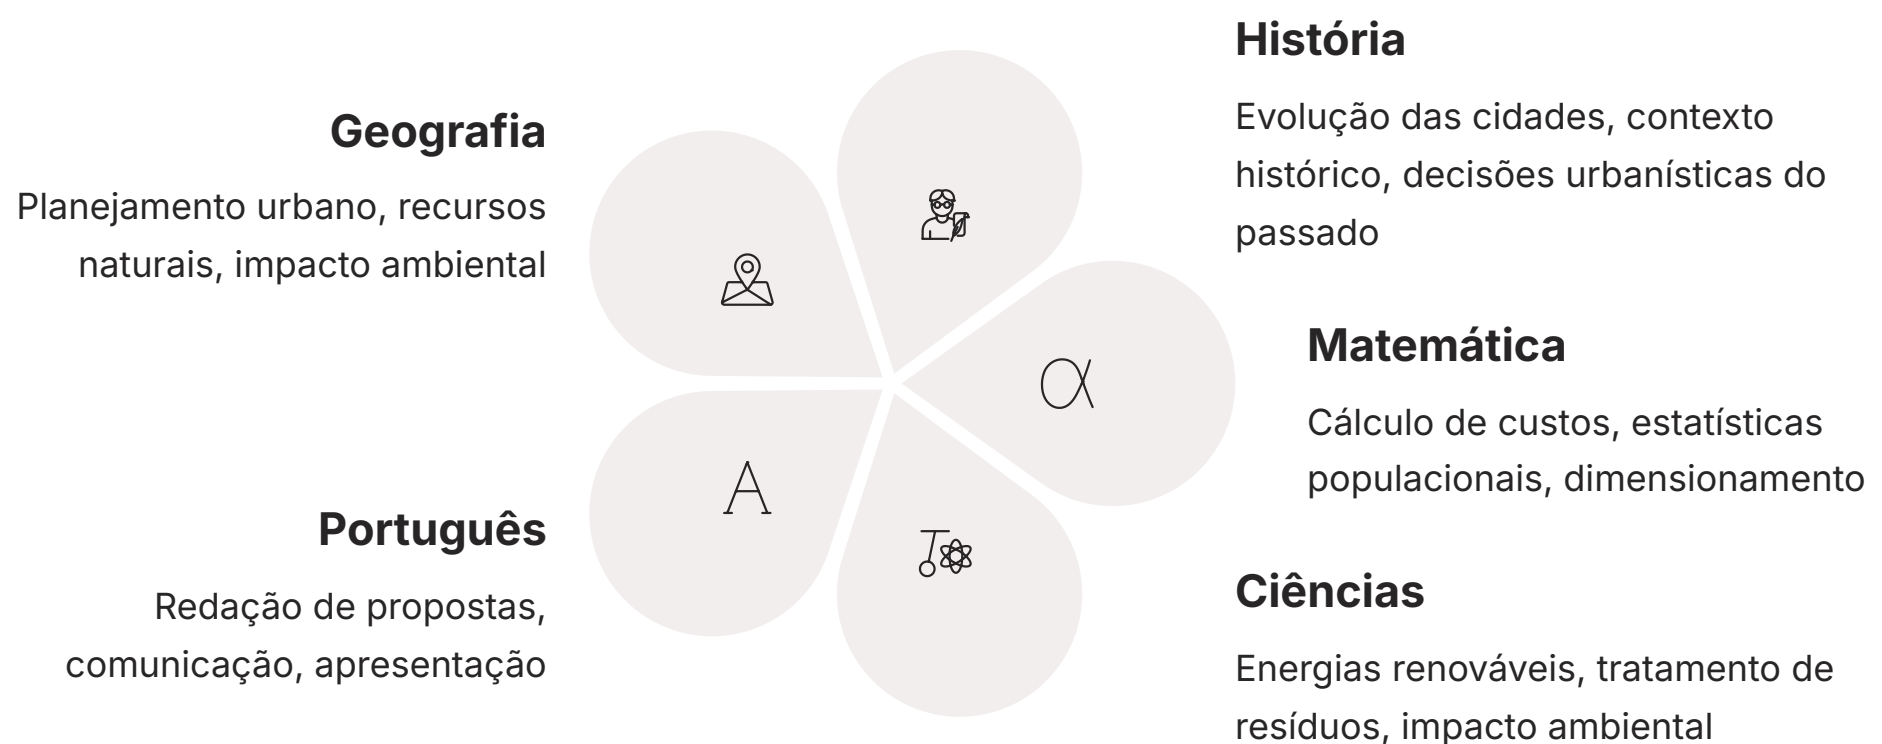 Geografia
Planejamento urbano, recursos
naturais, impacto ambiental
História
Evolução das cidades, contexto
histórico, decisões urbanísticas do
passado
Matemática
Cálculo de custos, estatísticas
populacionais, dimensionamento
Português
Redação de propostas,
comunicação, apresentação
Ciências
Energias renováveis, tratamento de
resíduos, impacto ambiental
α
A